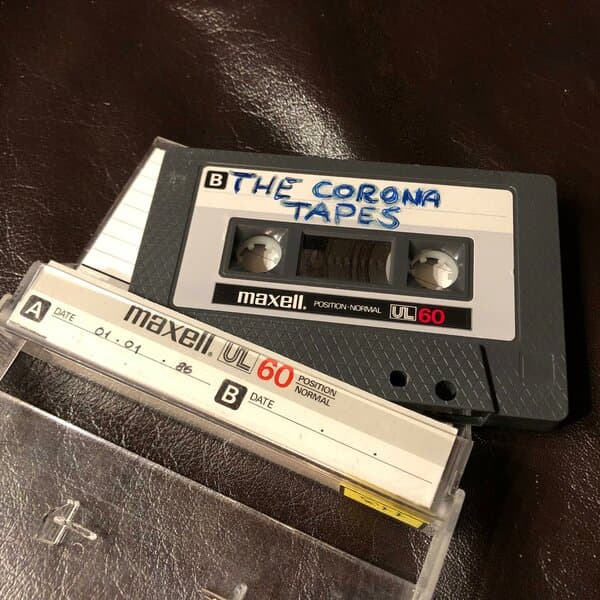 B THE CORONA
TAPES
maxell. POSITION·NORMAL UL 60
A DATE 01 . 01 . 86
maxell. UL 60 POSITION
NORMAL
B DATE . .